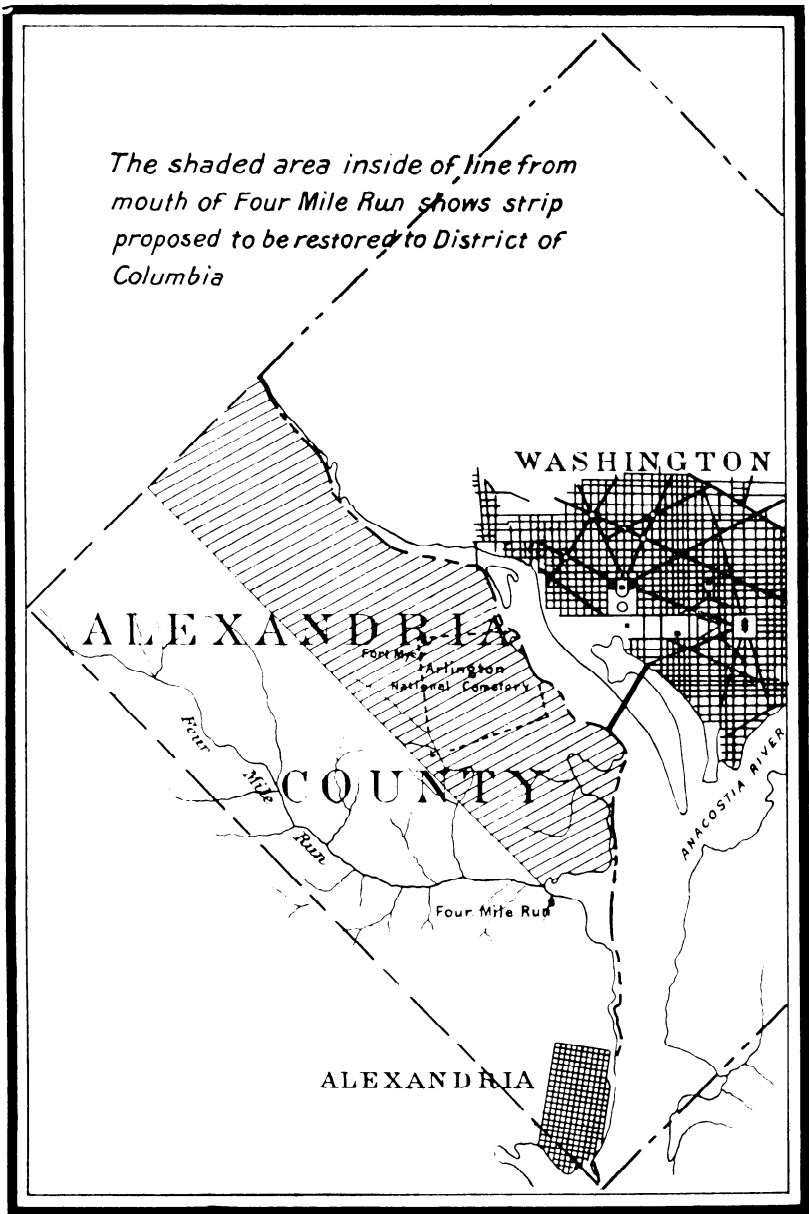 The shaded area inside of line from
mouth of Four Mile Run shows strip
proposed to be restored to District of
Columbia
WASHINGTON
ALEXANDRIA
Fort Myer
Arlington
National Cemetery
Four
Mile
Run
COUNTY
ANACOSTIA RIVER
Four Mile Run
ALEXANDRIA